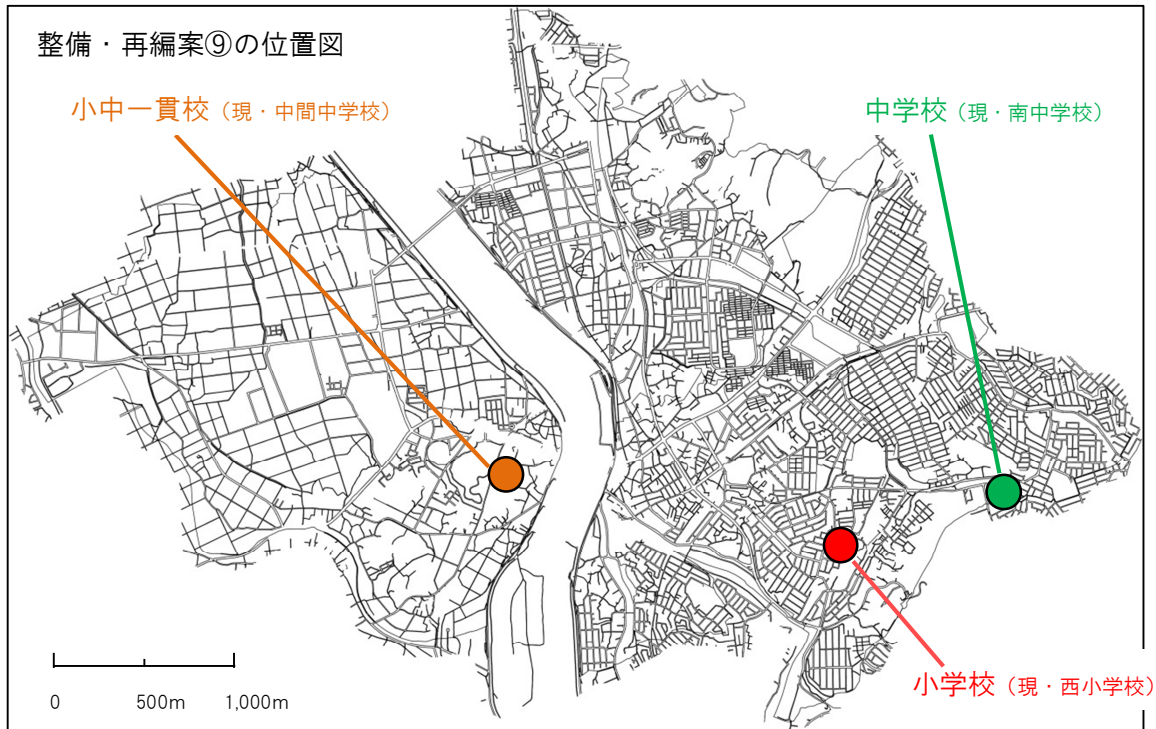 整備・再編案⑨の位置図
小中一貫校（現・中間中学校）
中学校（現・南中学校）
小学校（現・西小学校）
0 500m 1,000m